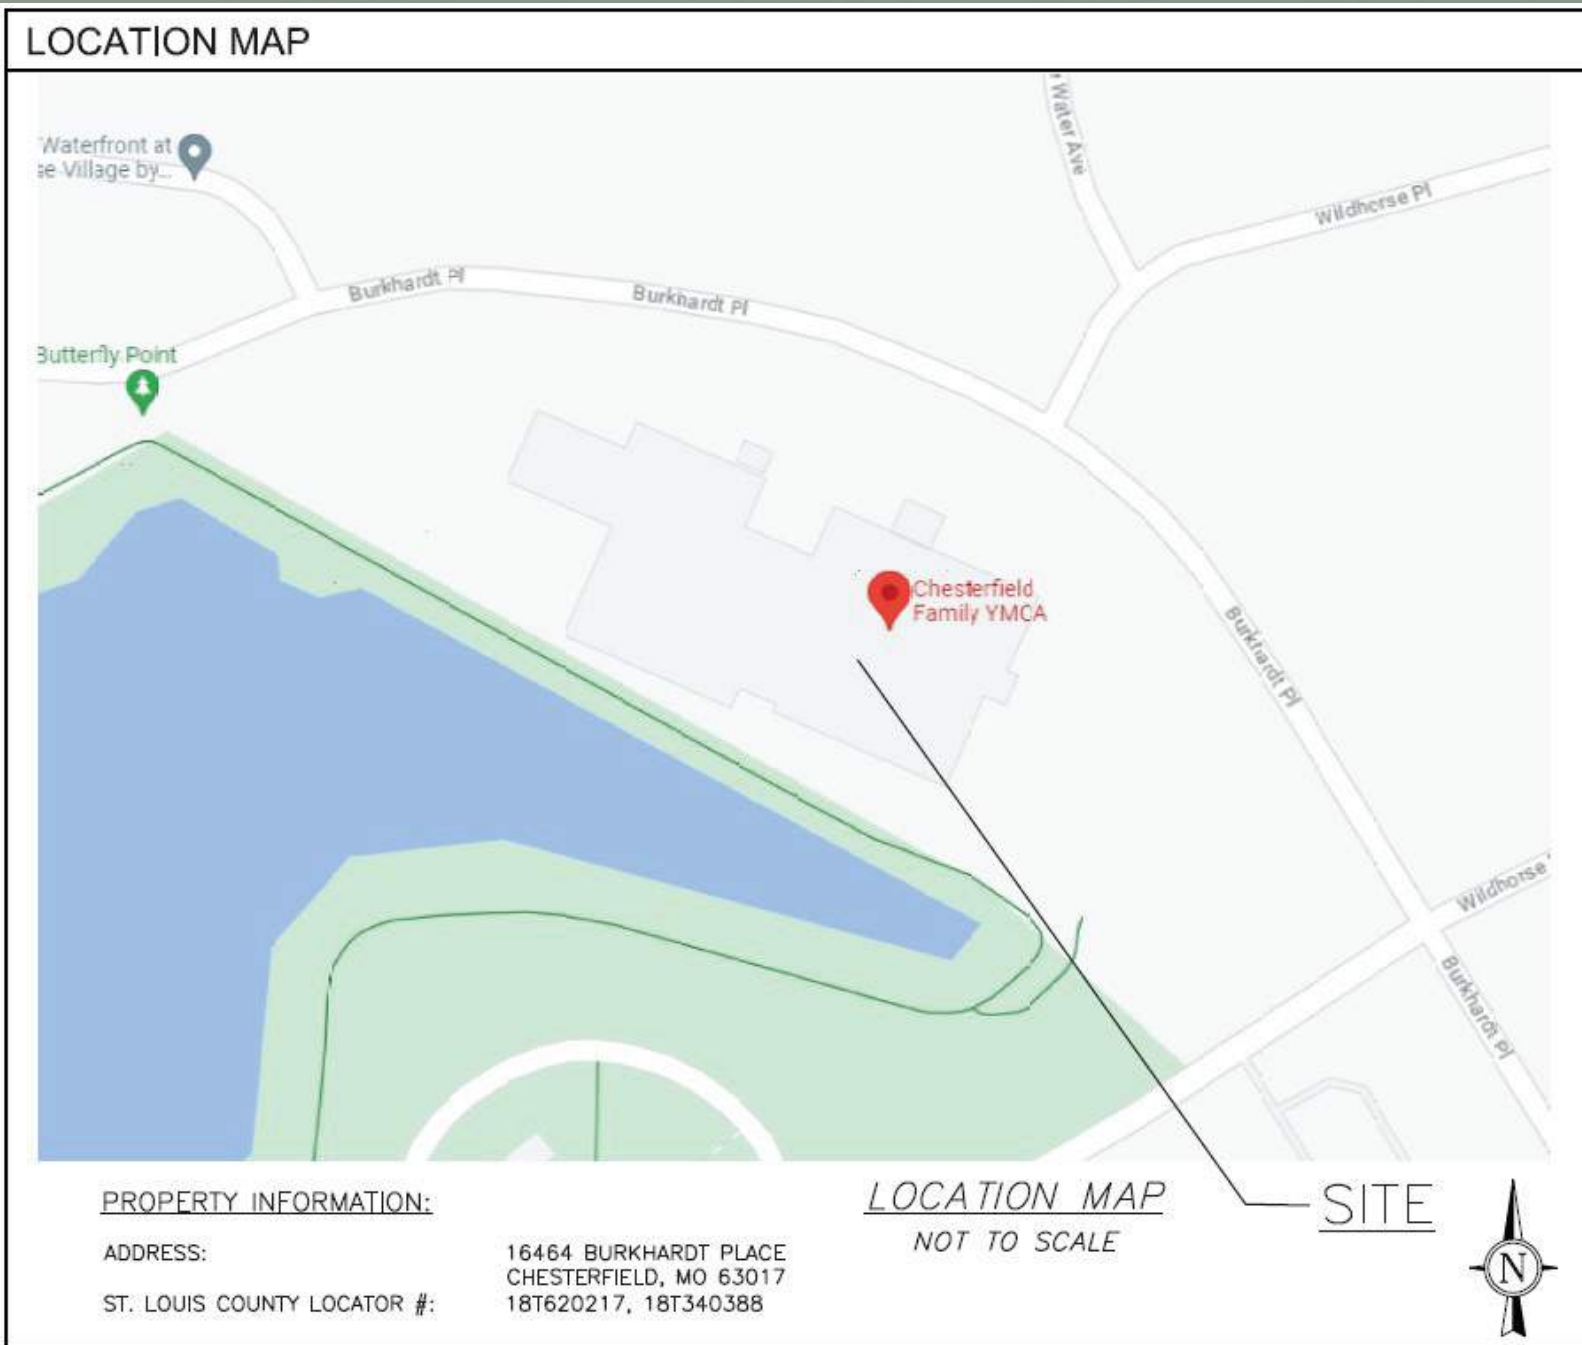 LOCATION MAP
Waterfront at
se Village by...
Water Ave
Wildhorse Pl
Burkhardt Pl
Burkhardt Pl
Butterfly Point
Chesterfield
Family YMCA
Burkhardt Pl
Wildhorse
Burkhardt Pl
PROPERTY INFORMATION:
ADDRESS:
16464 BURKHARDT PLACE
CHESTERFIELD, MO 63017
ST. LOUIS COUNTY LOCATOR #:
18T620217, 18T340388
LOCATION MAP
NOT TO SCALE
SITE
N